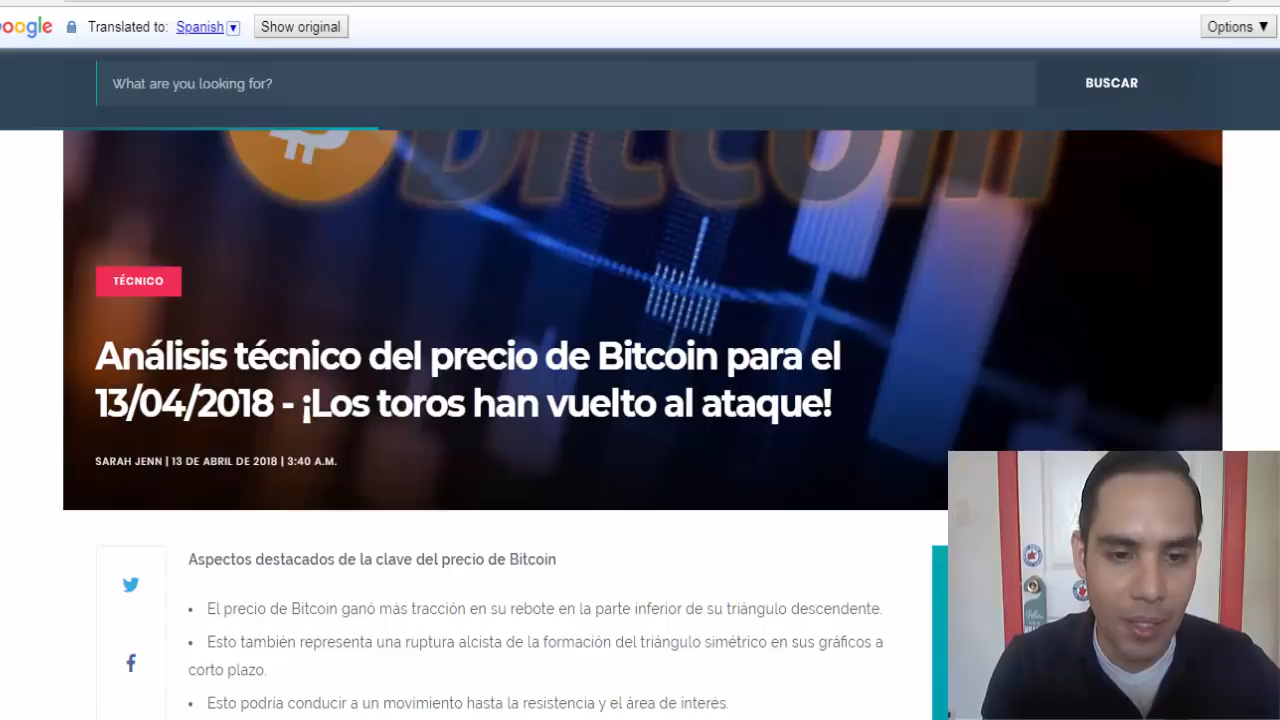 oogle Translated to: Spanish ▼ Show original Options ▼
What are you looking for? BUSCAR
Bitcoin
TÉCNICO
Análisis técnico del precio de Bitcoin para el
13/04/2018 - ¡Los toros han vuelto al ataque!
SARAH JENN | 13 DE ABRIL DE 2018 | 3:40 A.M.
Aspectos destacados de la clave del precio de Bitcoin
• El precio de Bitcoin ganó más tracción en su rebote en la parte inferior de su triángulo descendente.
• Esto también representa una ruptura alcista de la formación del triángulo simétrico en sus gráficos a
corto plazo.
• Esto podría conducir a un movimiento hasta la resistencia y el área de interés.